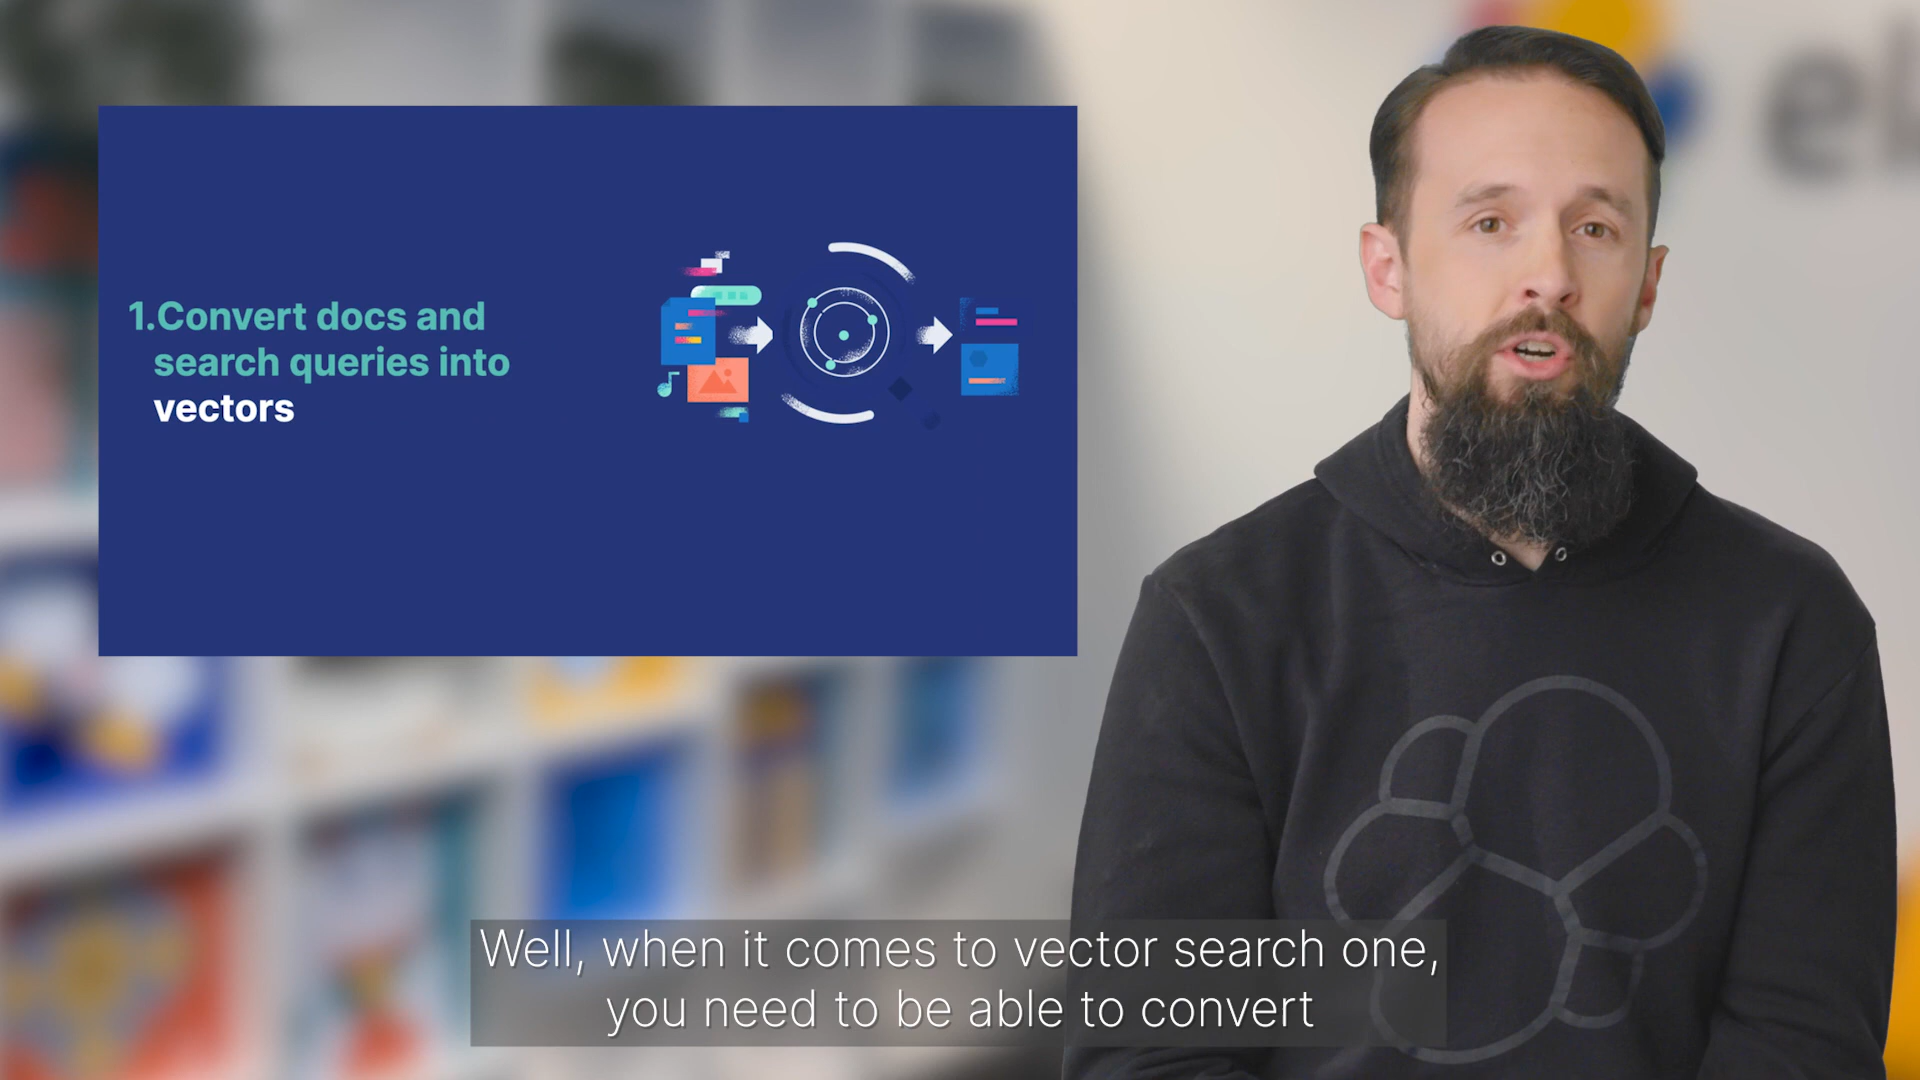 1.Convert docs and
search queries into
vectors
Well, when it comes to vector search one,
you need to be able to convert